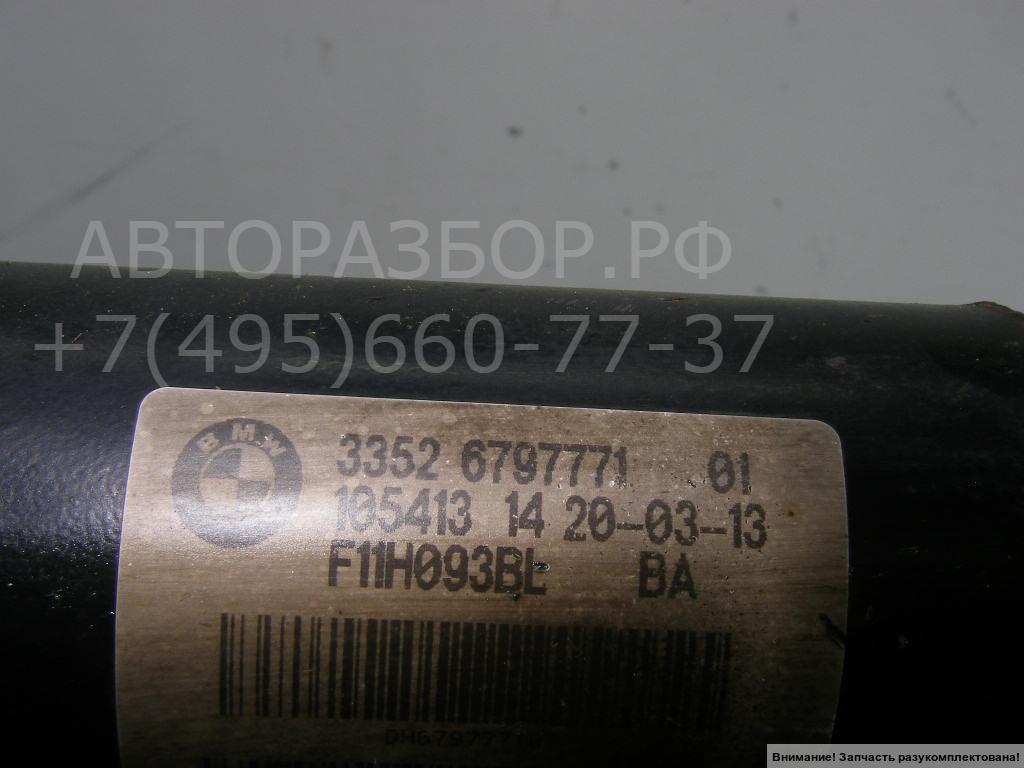 АВТОРАЗБОР.РФ
+7(495)660-77-37
BMW
3352 6797771 01
105413 14 20-03-13
F11H093BL BA
Внимание! Запчасть разукомплектована!